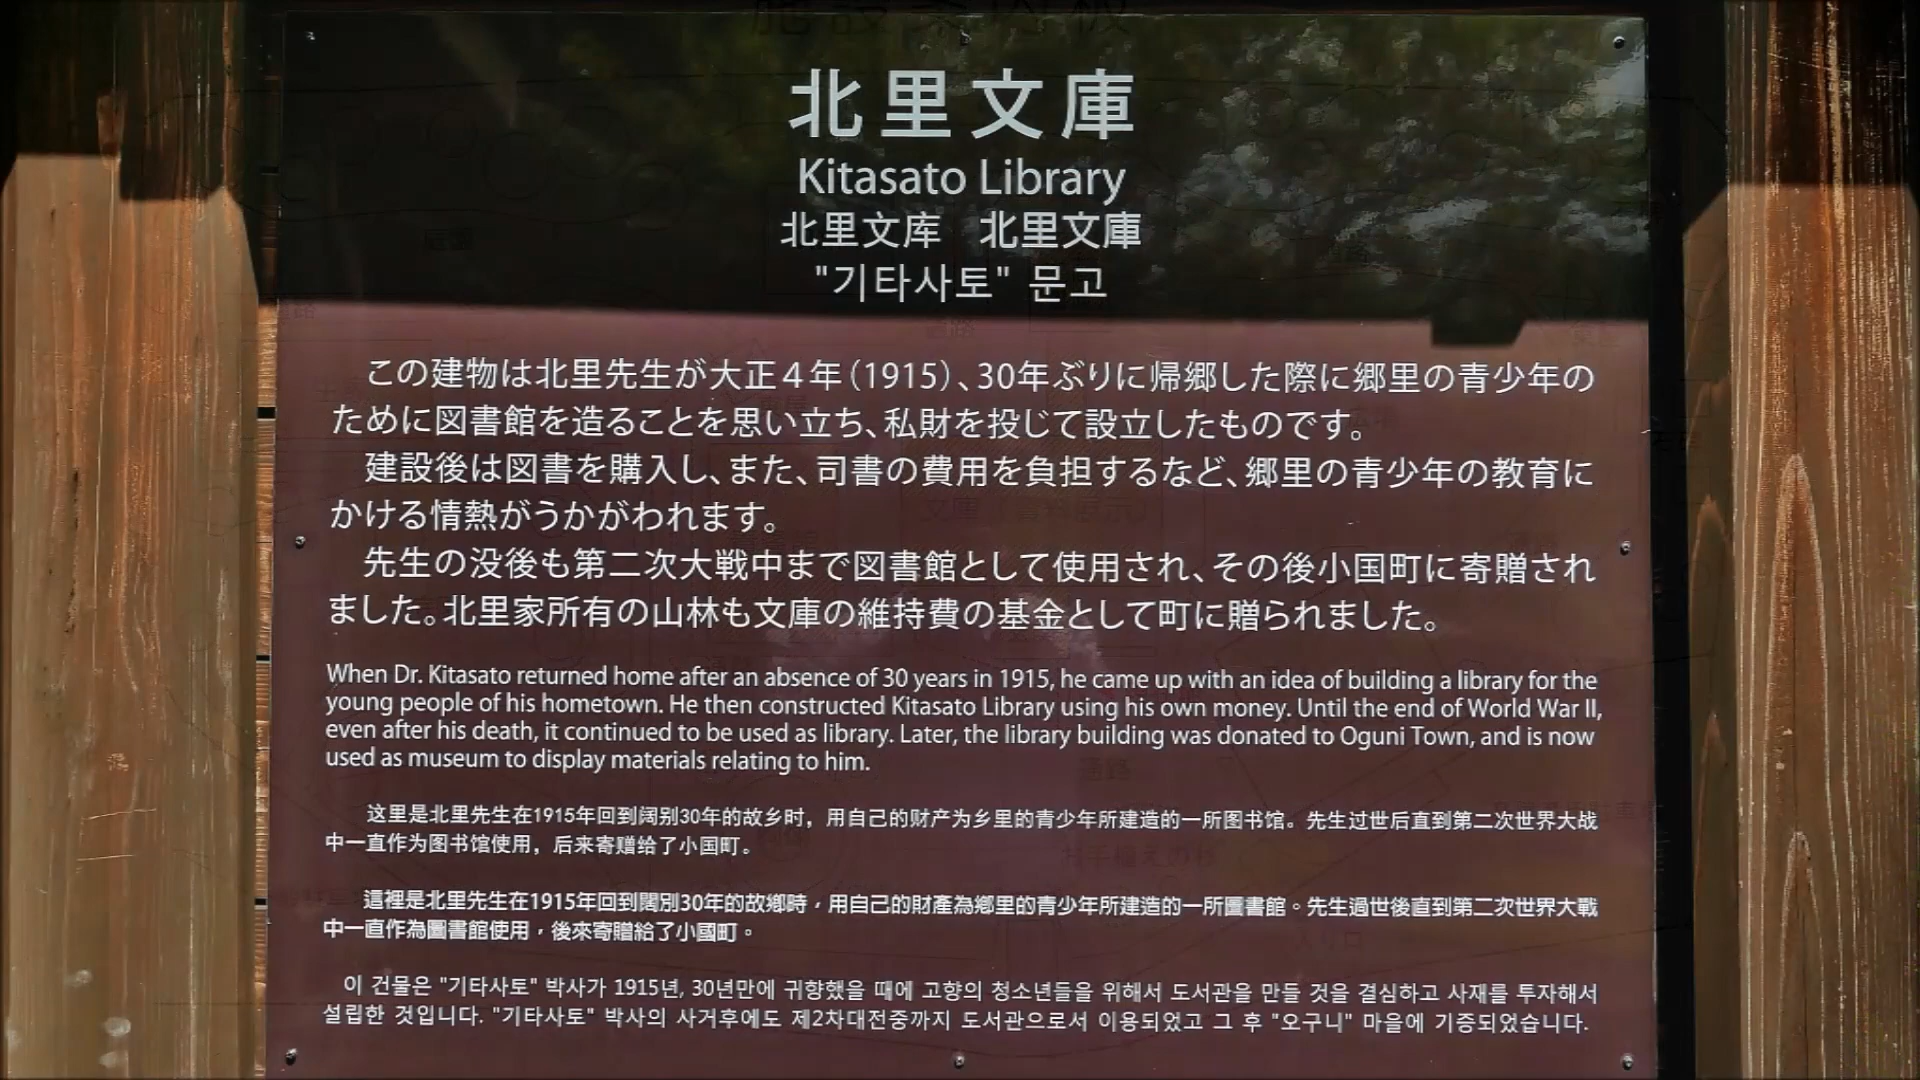 北里文庫
Kitasato Library
北里文库　北里文庫
"기타사토" 문고
この建物は北里先生が大正４年（1915）、30年ぶりに帰郷した際に郷里の青少年の
ために図書館を造ることを思い立ち、私財を投じて設立したものです。
建設後は図書を購入し、また、司書の費用を負担するなど、郷里の青少年の教育に
かける情熱がうかがわれます。
先生の没後も第二次大戦中まで図書館として使用され、その後小国町に寄贈され
ました。北里家所有の山林も文庫の維持費の基金として町に贈られました。
When Dr. Kitasato returned home after an absence of 30 years in 1915, he came up with an idea of building a library for the
young people of his hometown. He then constructed Kitasato Library using his own money. Until the end of World War II,
even after his death, it continued to be used as library. Later, the library building was donated to Oguni Town, and is now
used as museum to display materials relating to him.
这里是北里先生在1915年回到阔别30年的故乡时，用自己的财产为乡里的青少年所建造的一所图书馆。先生过世后直到第二次世界大战
中一直作为图书馆使用，后来寄赠给了小国町。
這裡是北里先生在1915年回到闊別30年的故鄉時，用自己的財產為鄉里的青少年所建造的一所圖書館。先生過世後直到第二次世界大戰
中一直作為圖書館使用，後來寄贈給了小國町。
이 건물은 "기타사토" 박사가 1915년, 30년만에 귀향했을 때에 고향의 청소년들을 위해서 도서관을 만들 것을 결심하고 사재를 투자해서
설립한 것입니다. "기타사토" 박사의 사거후에도 제2차대전중까지 도서관으로서 이용되었고 그 후 "오구니" 마을에 기증되었습니다.